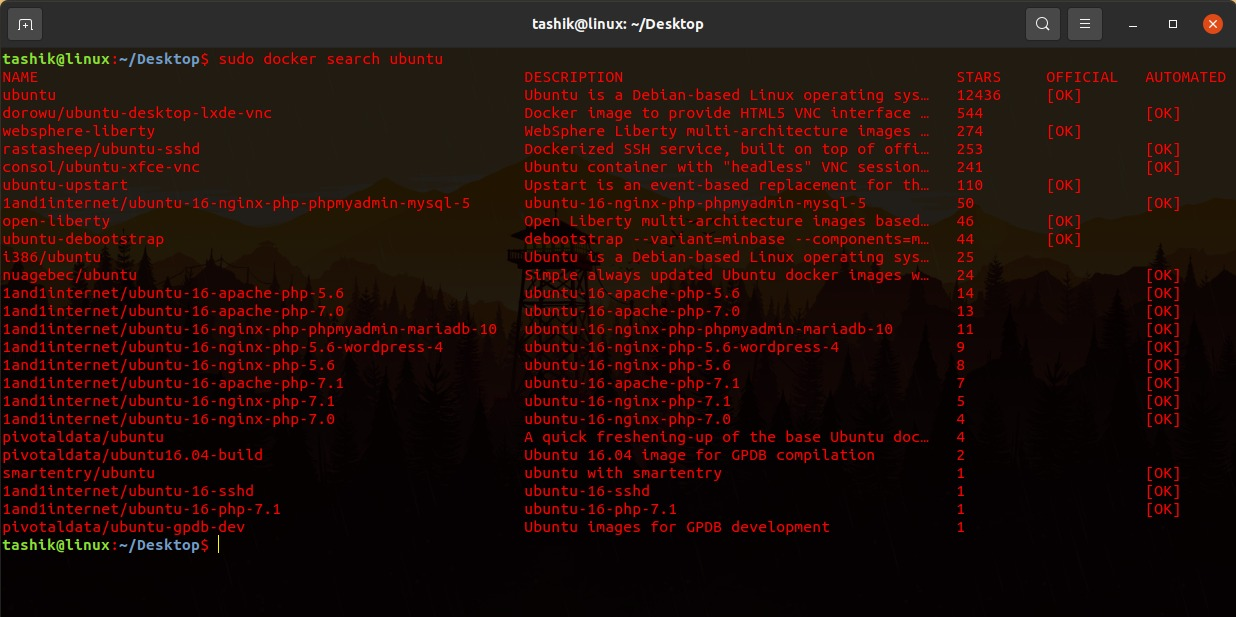 tashik@linux: ~/Desktop
tashik@linux:~/Desktop$ sudo docker search ubuntu
NAME DESCRIPTION STARS OFFICIAL AUTOMATED
ubuntu Ubuntu is a Debian-based Linux operating sys… 12436 [OK]
dorowu/ubuntu-desktop-lxde-vnc Docker image to provide HTML5 VNC interface … 544 [OK]
websphere-liberty WebSphere Liberty multi-architecture images … 274 [OK]
rastasheep/ubuntu-sshd Dockerized SSH service, built on top of offi… 253 [OK]
consol/ubuntu-xfce-vnc Ubuntu container with "headless" VNC session… 241 [OK]
ubuntu-upstart Upstart is an event-based replacement for th… 110 [OK]
1and1internet/ubuntu-16-nginx-php-phpmyadmin-mysql-5 ubuntu-16-nginx-php-phpmyadmin-mysql-5 50 [OK]
open-liberty Open Liberty multi-architecture images based… 46 [OK]
ubuntu-debootstrap debootstrap --variant=minbase --components=m… 44 [OK]
i386/ubuntu Ubuntu is a Debian-based Linux operating sys… 25
nuagebec/ubuntu Simple always updated Ubuntu docker images w… 24 [OK]
1and1internet/ubuntu-16-apache-php-5.6 ubuntu-16-apache-php-5.6 14 [OK]
1and1internet/ubuntu-16-apache-php-7.0 ubuntu-16-apache-php-7.0 13 [OK]
1and1internet/ubuntu-16-nginx-php-phpmyadmin-mariadb-10 ubuntu-16-nginx-php-phpmyadmin-mariadb-10 11 [OK]
1and1internet/ubuntu-16-nginx-php-5.6-wordpress-4 ubuntu-16-nginx-php-5.6-wordpress-4 9 [OK]
1and1internet/ubuntu-16-nginx-php-5.6 ubuntu-16-nginx-php-5.6 8 [OK]
1and1internet/ubuntu-16-apache-php-7.1 ubuntu-16-apache-php-7.1 7 [OK]
1and1internet/ubuntu-16-nginx-php-7.1 ubuntu-16-nginx-php-7.1 5 [OK]
1and1internet/ubuntu-16-nginx-php-7.0 ubuntu-16-nginx-php-7.0 4 [OK]
pivotaldata/ubuntu A quick freshening-up of the base Ubuntu doc… 4
pivotaldata/ubuntu16.04-build Ubuntu 16.04 image for GPDB compilation 2
smartentry/ubuntu ubuntu with smartentry 1 [OK]
1and1internet/ubuntu-16-sshd ubuntu-16-sshd 1 [OK]
1and1internet/ubuntu-16-php-7.1 ubuntu-16-php-7.1 1 [OK]
pivotaldata/ubuntu-gpdb-dev Ubuntu images for GPDB development 1
tashik@linux:~/Desktop$